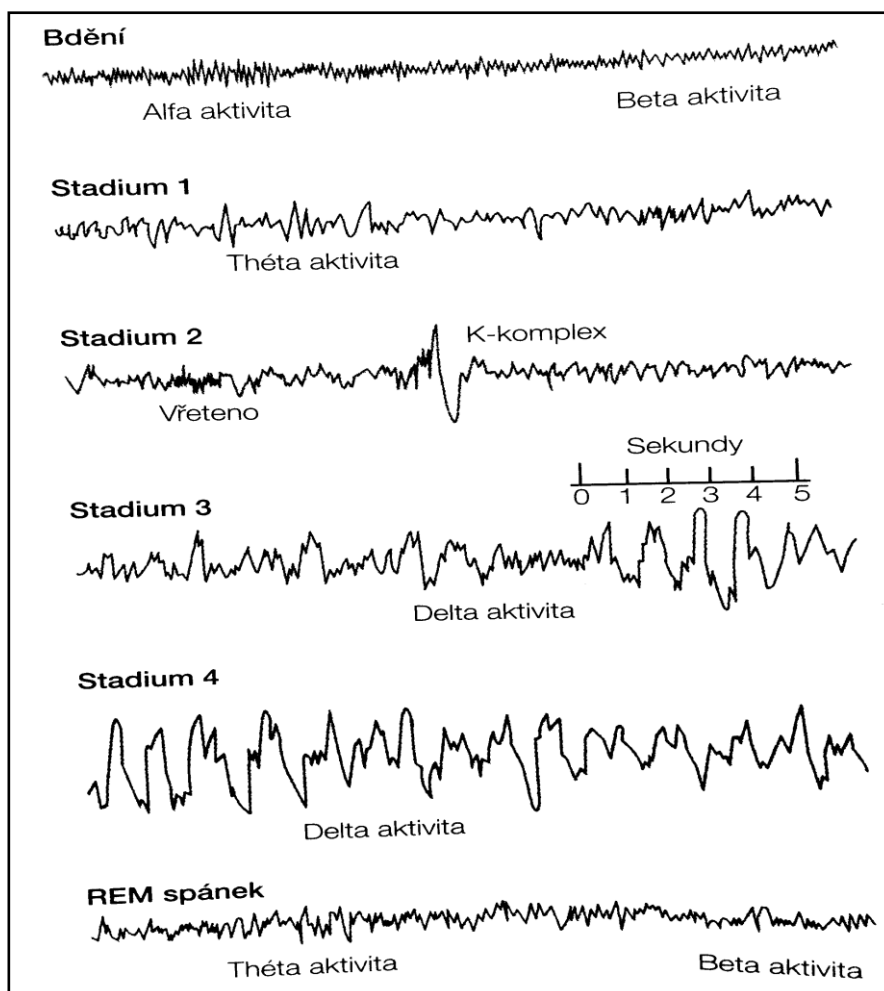 Bdění
Alfa aktivita
Beta aktivita
Stadium 1
Théta aktivita
Stadium 2
K-komplex
Vřeteno
Sekundy
0 1 2 3 4 5
Stadium 3
Delta aktivita
Stadium 4
Delta aktivita
REM spánek
Théta aktivita
Beta aktivita